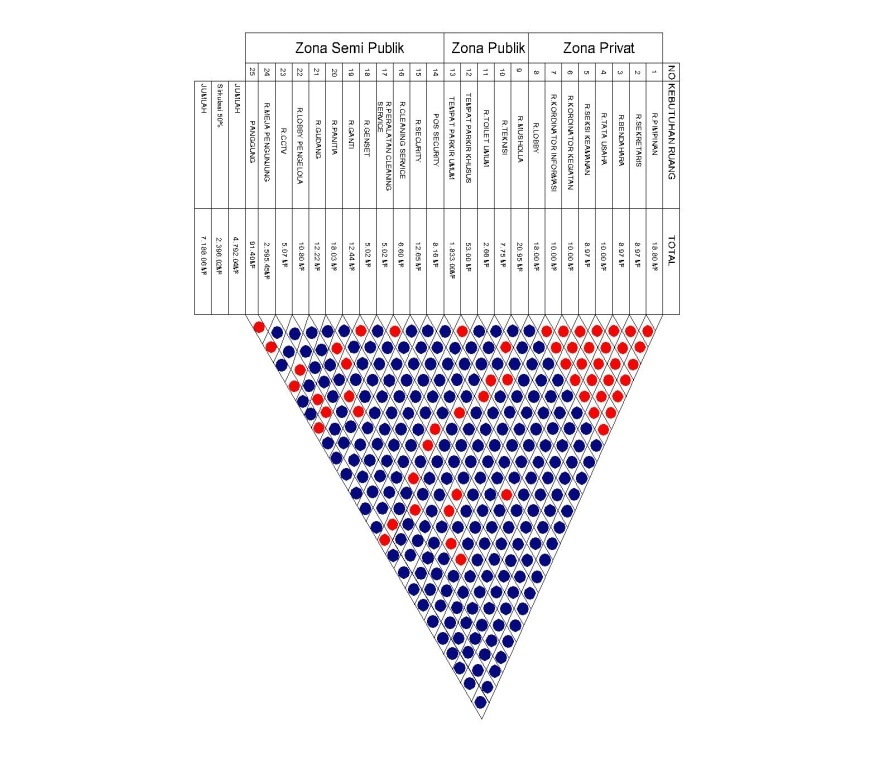 Zona Semi Publik
Zona Publik
Zona Privat
NO KEBUTUHAN RUANG TOTAL
1 R.PIMPINAN 18.80 M²
2 R.SEKRETARIS 8.97 M²
3 R.BENDAHARA 8.97 M²
4 R.TATA USAHA 10.00 M²
5 R.SEKSI KEAMANAN 8.97 M²
6 R.KORDINATOR KEGIATAN 10.00 M²
7 R.KORDINATOR INFORMASI 10.00 M²
8 R.LOBBY 18.00 M²
9 R.MUSHOLLA 20.95 M²
10 R.TEKNISI 7.75 M²
11 R.TOILET UMUM 2.66 M²
12 TEMPAT PARKIR KHUSUS 53.00 M²
13 TEMPAT PARKIR UMUM 1.833.00M²
14 POS SECURITY 8.16 M²
15 R.SECURITY 12.65 M²
16 R.CLEANING SERVICE 6.60 M²
17 R.PERALATAN CLEANING
SERVICE 5.02 M²
18 R.GENSET 5.02 M²
19 R.GANTI 12.44 M²
20 R.PANITIA 18.03 M²
21 R.GUDANG 12.22 M²
22 R.LOBBY PENGELOLA 10.80 M²
23 R.CCTV 5.07 M²
24 R.MEJA PENGUNJUNG 2.595.45M²
25 PANGGUNG 91.40M²
JUMLAH 4.792.04M²
Sirkulasi 50% 2.396.02M²
JUMLAH 7.188.06 M²